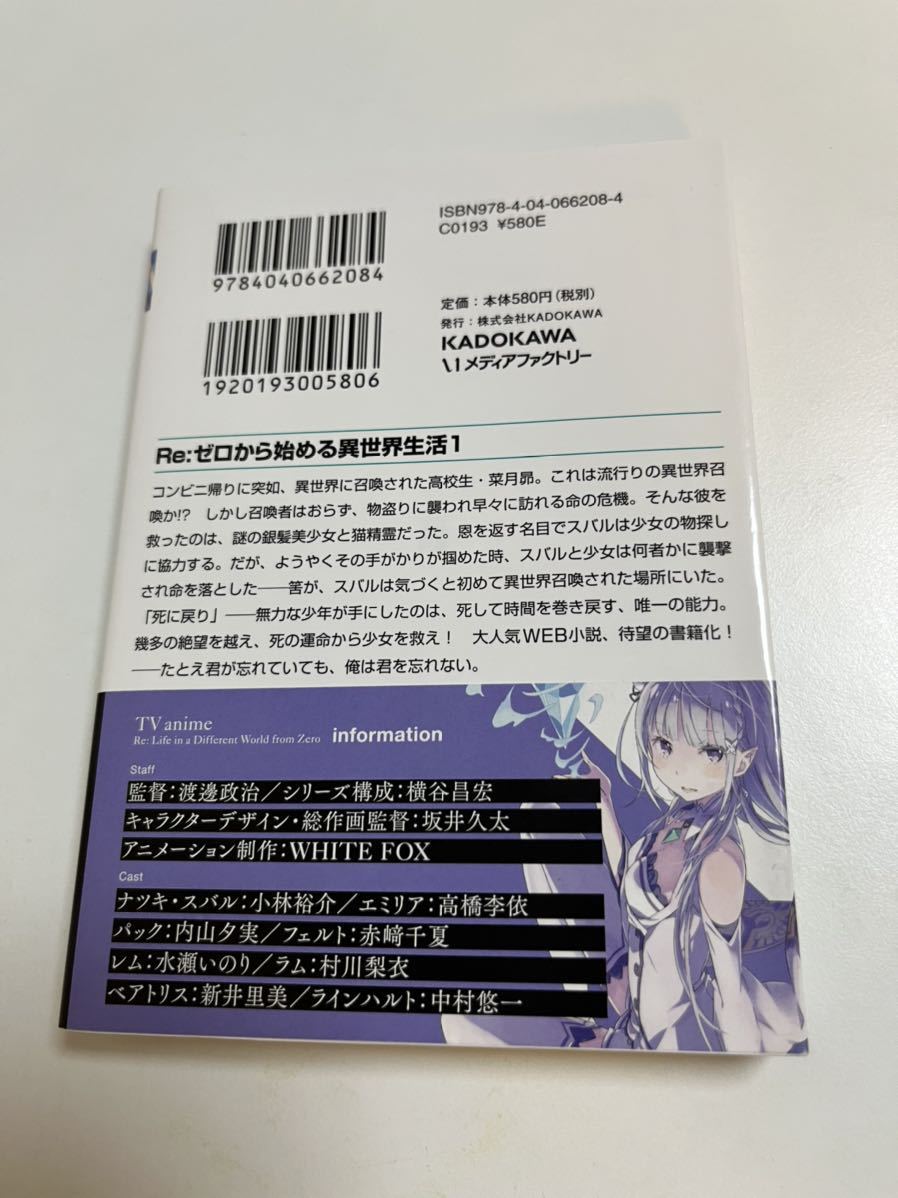 ISBN978-4-04-066208-4
C0193 ¥580E
9784040662084
定価：本体580円（税別）
発行：株式会社KADOKAWA
KADOKAWA
メディアファクトリー
1920193005806
Re:ゼロから始める異世界生活1
コンビニ帰りに突如、異世界に召喚された高校生・菜月昴。これは流行りの異世界召
喚か!?　しかし召喚者はおらず、物盗りに襲われ早々に訪れる命の危機。そんな彼を
救ったのは、謎の銀髪美少女と猫精霊だった。恩を返す名目でスバルは少女の物探し
に協力する。だが、ようやくその手がかりが掴めた時、スバルと少女は何者かに襲撃
され命を落とした──筈が、スバルは気づくと初めて異世界召喚された場所にいた。
「死に戻り」──無力な少年が手にしたのは、死して時間を巻き戻す、唯一の能力。
幾多の絶望を越え、死の運命から少女を救え！　大人気WEB小説、待望の書籍化！
──たとえ君が忘れていても、俺は君を忘れない。
TV anime
Re: Life in a Different World from Zero information
Staff
監督：渡邊政治／シリーズ構成：横谷昌宏
キャラクターデザイン・総作画監督：坂井久太
アニメーション制作：WHITE FOX
Cast
ナツキ・スバル：小林裕介／エミリア：高橋李依
パック：内山夕実／フェルト：赤﨑千夏
レム：水瀬いのり／ラム：村川梨衣
ベアトリス：新井里美／ラインハルト：中村悠一